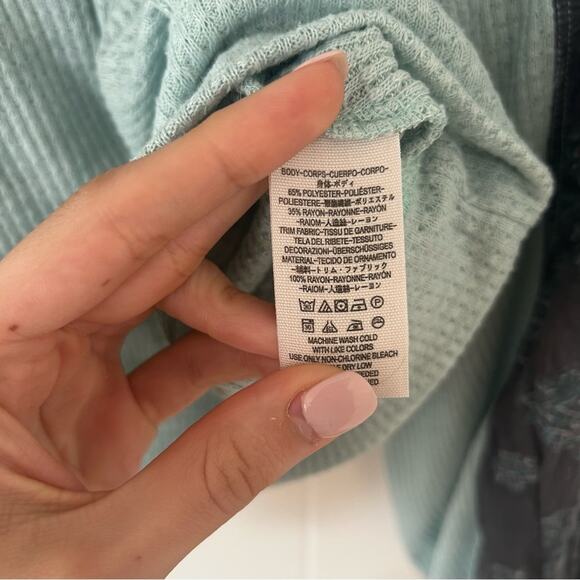 BODY-CORPS-CUERPO-CORPO-
身体-ボディ
65% POLYESTER-POLIÉSTER-
POLIESTERE-聚酯纖維-ポリエステル
35% RAYON-RAYONNE-RAYÓN
-RAIOM-人造絲-レーヨン
TRIM FABRIC-TISSU DE GARNITURE-
TELA DEL RIBETE-TESSUTO
DECORAZIONI-ÜBERSCHÜSSIGES
MATERIAL-TECIDO DE ORNAMENTO
-輔料-トリム・ファブリック
100% RAYON-RAYONNE-RAYÓN
-RAIOM-人造絲-レーヨン
P
30
MACHINE WASH COLD
WITH LIKE COLORS
USE ONLY NON-CHLORINE BLEACH
DRY LOW